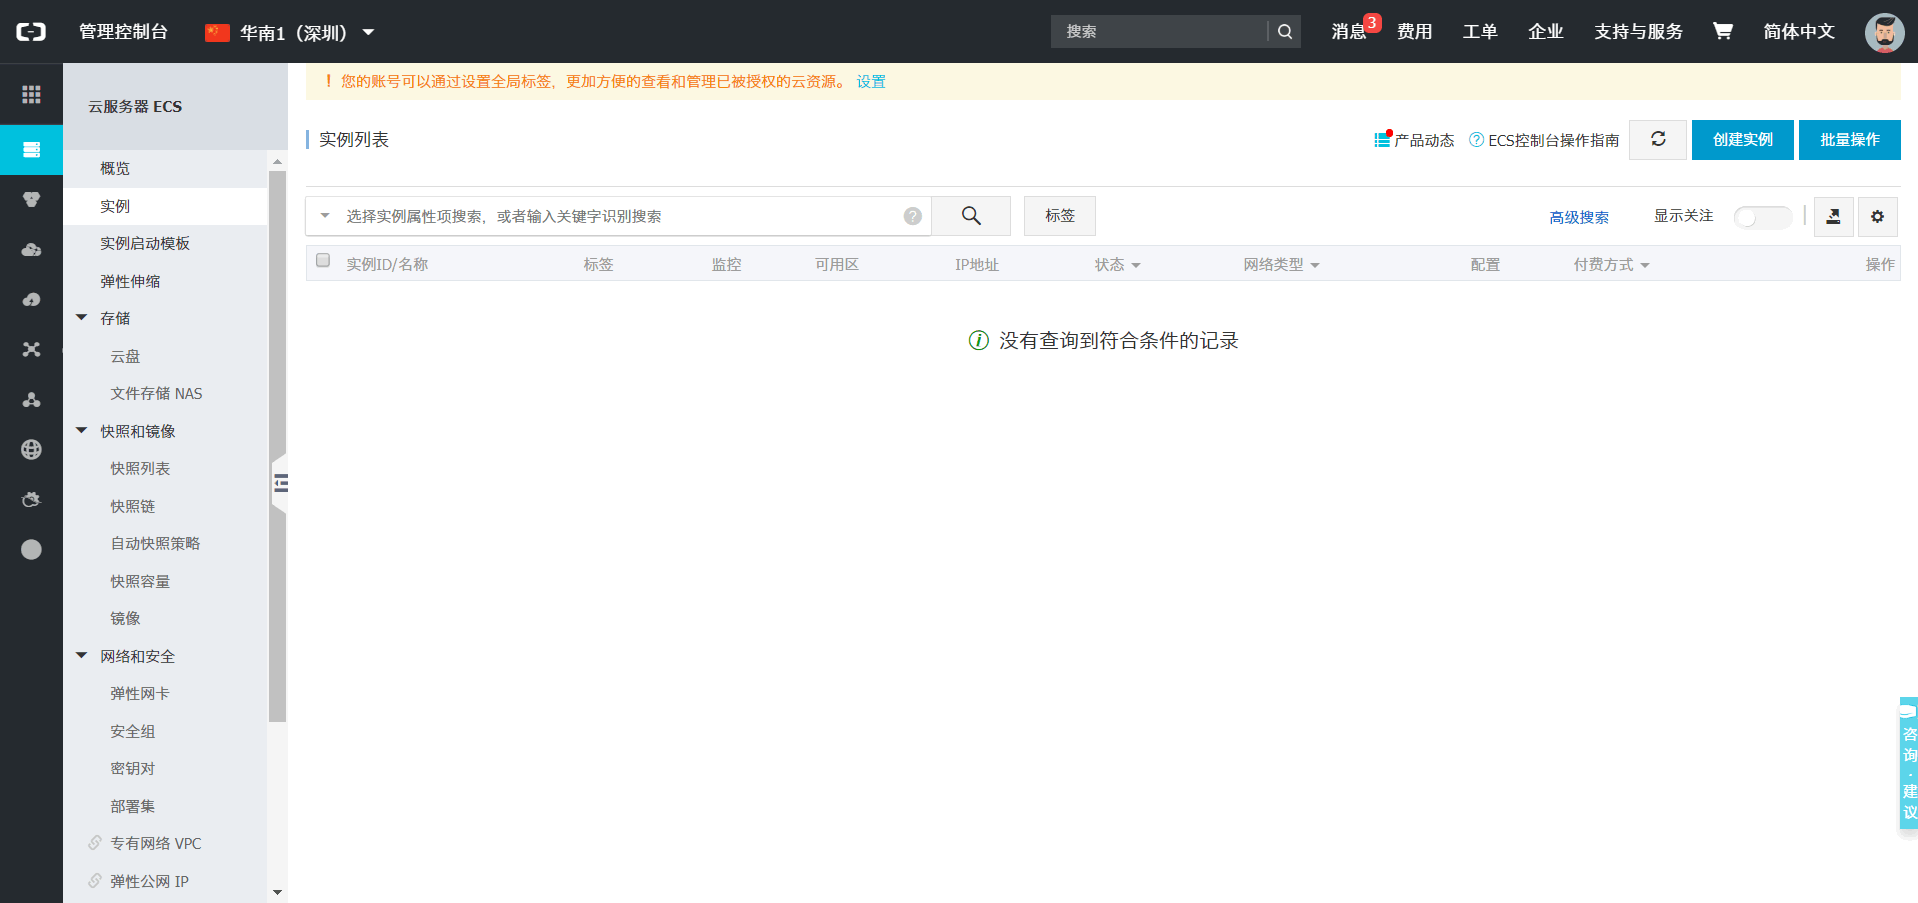 管理控制台
华南1（深圳）
搜索
消息 3
费用
工单
企业
支持与服务
简体中文
云服务器 ECS
概览
实例
实例启动模板
弹性伸缩
存储
云盘
文件存储 NAS
快照和镜像
快照列表
快照链
自动快照策略
快照容量
镜像
网络和安全
弹性网卡
安全组
密钥对
部署集
专有网络 VPC
弹性公网 IP
! 您的账号可以通过设置全局标签，更加方便的查看和管理已被授权的云资源。 设置
实例列表
产品动态
ECS控制台操作指南
创建实例
批量操作
选择实例属性项搜索，或者输入关键字识别搜索
标签
高级搜索
显示关注
实例ID/名称 标签 监控 可用区 IP地址 状态 网络类型 配置 付费方式 操作
没有查询到符合条件的记录
咨询·建议